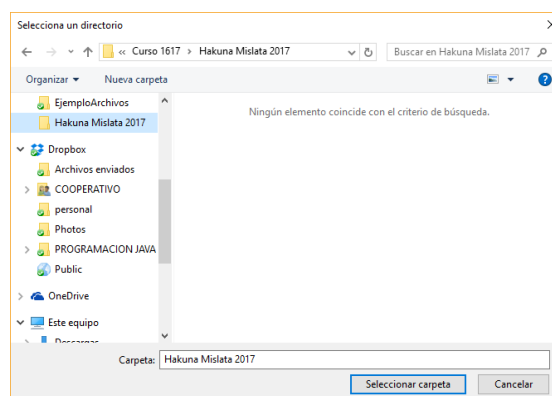 Selecciona un directorio
« Curso 1617 > Hakuna Mislata 2017
Buscar en Hakuna Mislata 2017
Organizar Nueva carpeta
EjemploArchivos
Hakuna Mislata 2017
Ningún elemento coincide con el criterio de búsqueda.
Dropbox
Archivos enviados
COOPERATIVO
personal
Photos
PROGRAMACION JAVA
Public
OneDrive
Este equipo
Descargas
Carpeta: Hakuna Mislata 2017
Seleccionar carpeta Cancelar